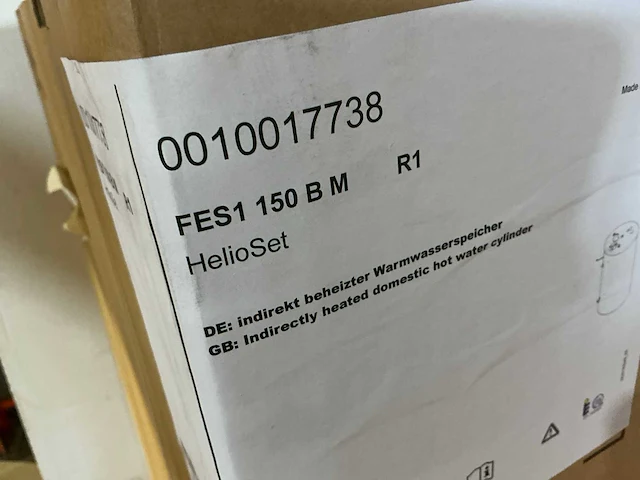 Made
0010017738
FES1 150 B M R1
HelioSet
DE: indirekt beheizter Warmwasserspeicher
GB: Indirectly heated domestic hot water cylinder